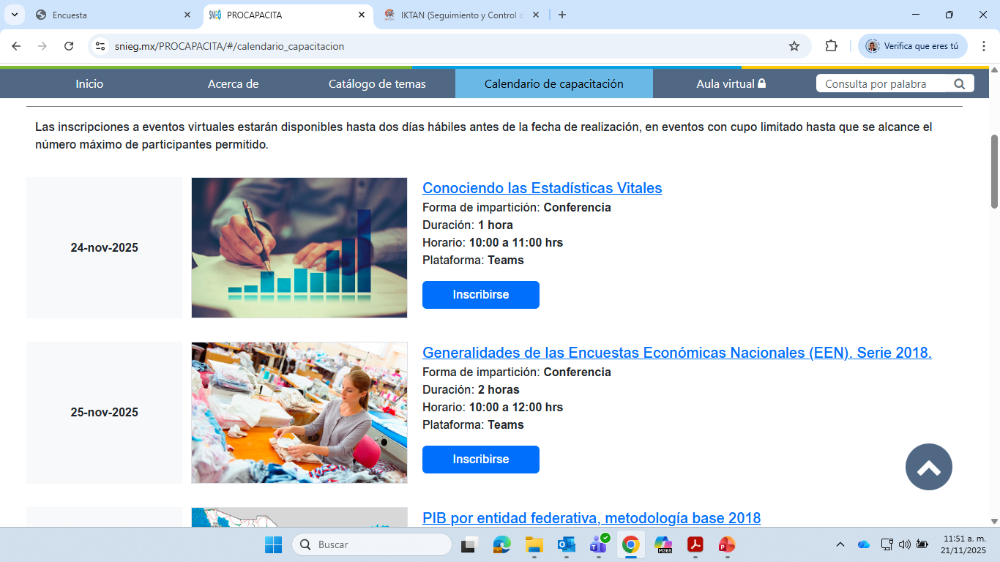 Encuesta
SNIEG
PROCAPACITA
IKTAN (Seguimiento y Control
snieg.mx/PROCAPACITA/#/calendario_capacitacion
Verifica que eres tú
Inicio
Acerca de
Catálogo de temas
Calendario de capacitación
Aula virtual
Consulta por palabra
Las inscripciones a eventos virtuales estarán disponibles hasta dos días hábiles antes de la fecha de realización, en eventos con cupo limitado hasta que se alcance el
número máximo de participantes permitido.
24-nov-2025
Conociendo las Estadísticas Vitales
Forma de impartición: Conferencia
Duración: 1 hora
Horario: 10:00 a 11:00 hrs
Plataforma: Teams
Inscribirse
25-nov-2025
Generalidades de las Encuestas Económicas Nacionales (EEN). Serie 2018.
Forma de impartición: Conferencia
Duración: 2 horas
Horario: 10:00 a 12:00 hrs
Plataforma: Teams
Inscribirse
PIB por entidad federativa, metodología base 2018
Buscar
M365
11:51 a. m.
21/11/2025